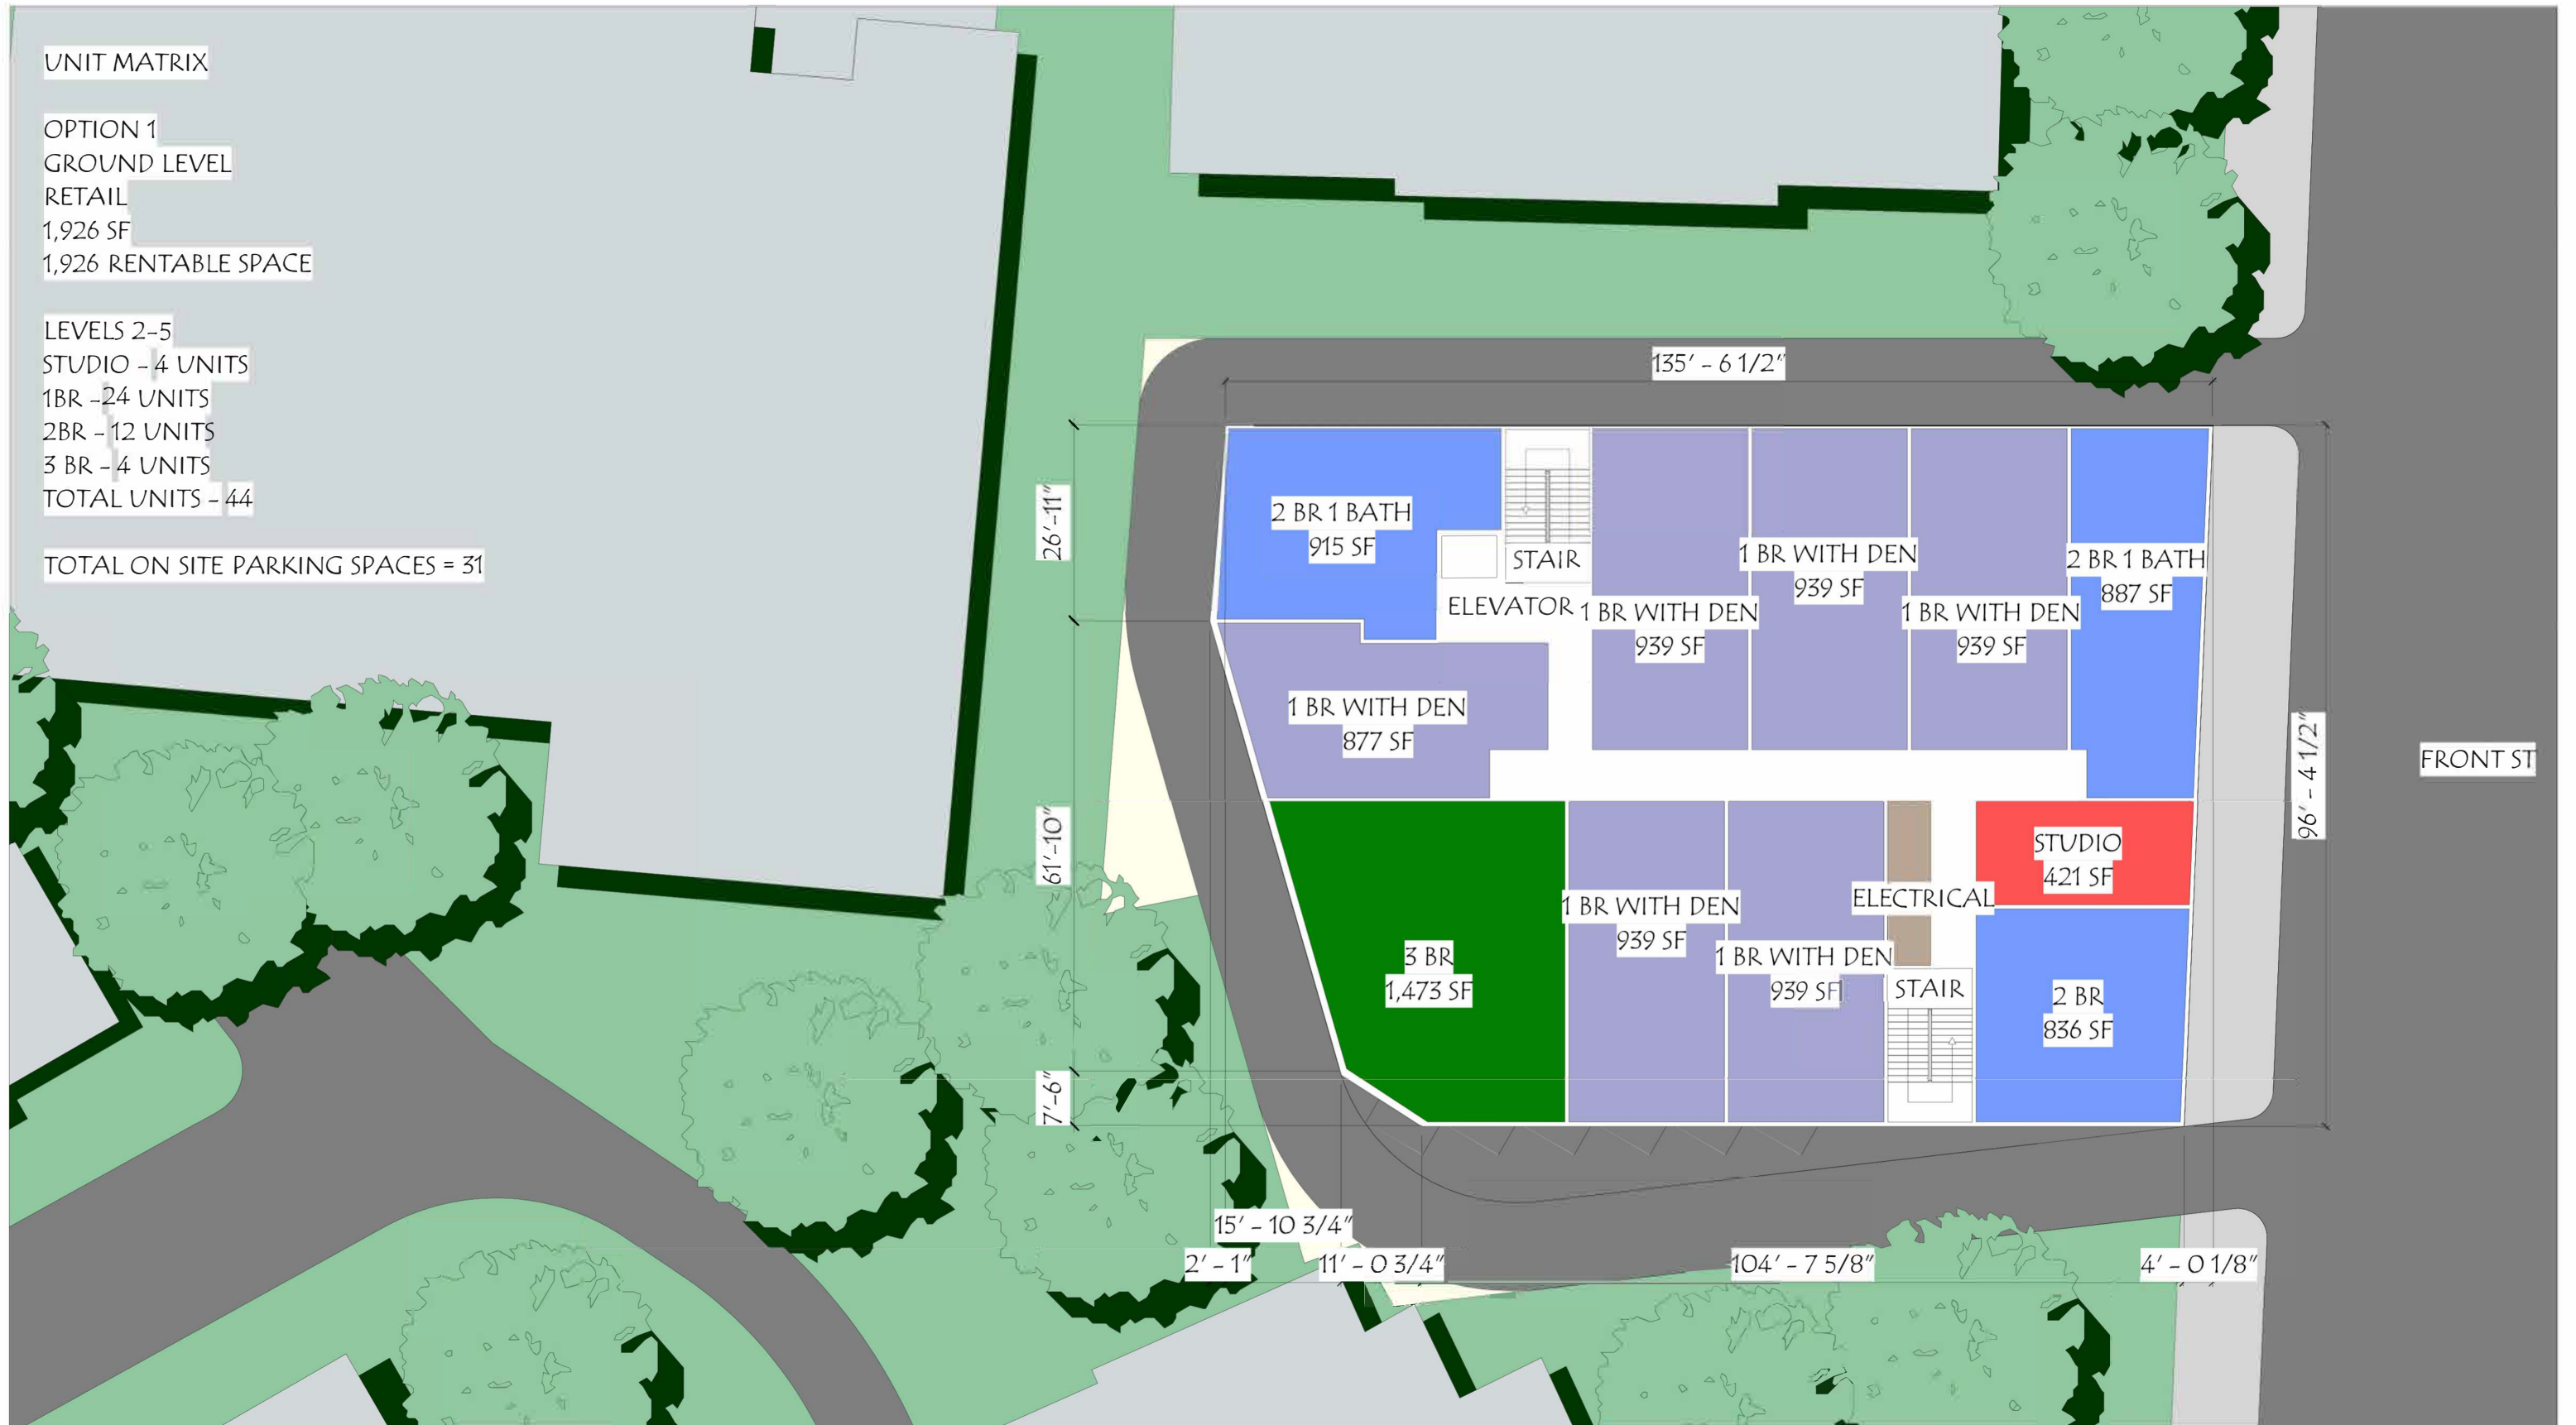 UNIT MATRIX
OPTION 1
GROUND LEVEL
RETAIL
1,926 SF
1,926 RENTABLE SPACE
LEVELS 2-5
STUDIO - 4 UNITS
1BR -24 UNITS
2BR - 12 UNITS
3 BR - 4 UNITS
TOTAL UNITS - 44
TOTAL ON SITE PARKING SPACES = 31
135' - 6 1/2"
26'-11"
61'-10"
7'-6"
2 BR 1 BATH
915 SF
STAIR
ELEVATOR
1 BR WITH DEN
939 SF
1 BR WITH DEN
939 SF
1 BR WITH DEN
939 SF
2 BR 1 BATH
887 SF
1 BR WITH DEN
877 SF
3 BR
1,473 SF
1 BR WITH DEN
939 SF
1 BR WITH DEN
939 SF
ELECTRICAL
STAIR
STUDIO
421 SF
2 BR
836 SF
96' - 4 1/2"
FRONT ST
15' - 10 3/4"
2' - 1"
11' - 0 3/4"
104' - 7 5/8"
4' - 0 1/8"